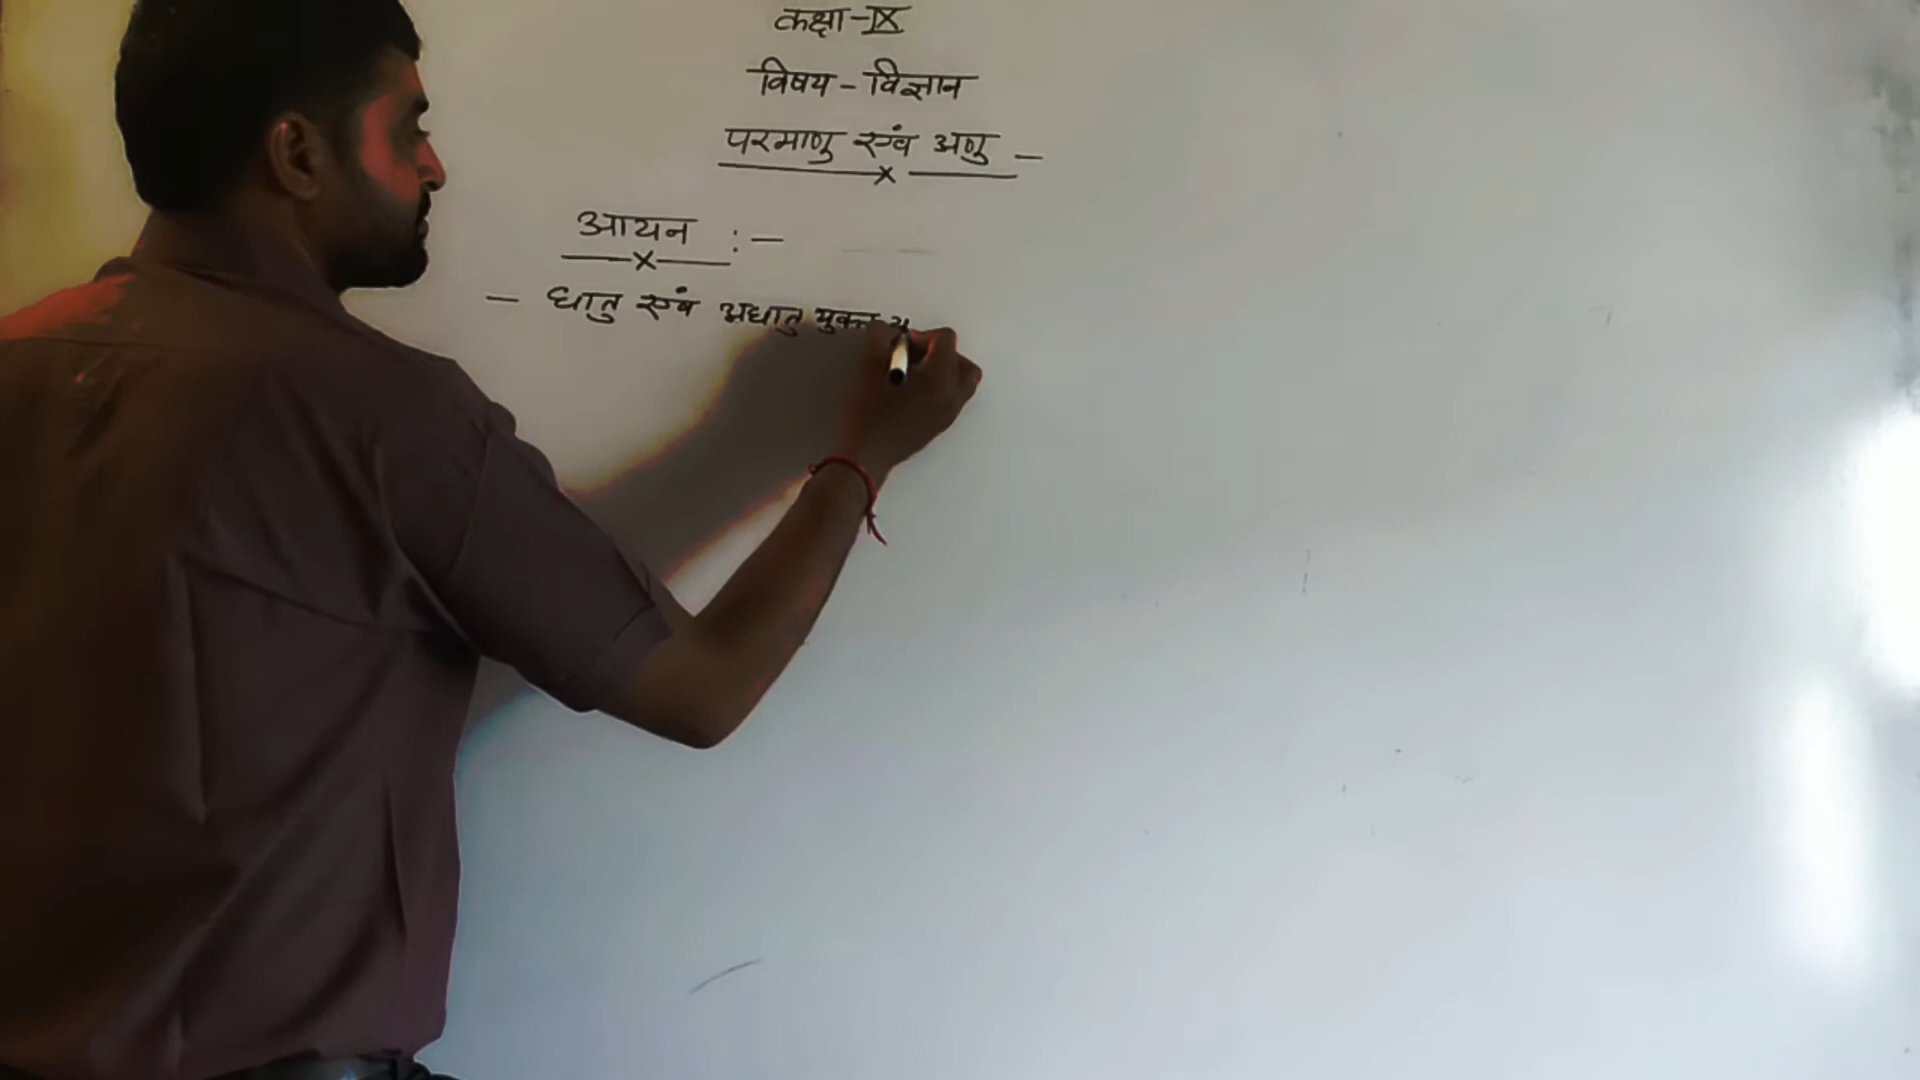 कक्षा-IX
विषय - विज्ञान
परमाणु एवं अणु -
आयन :-
- धातु एवं अधातु युक्त